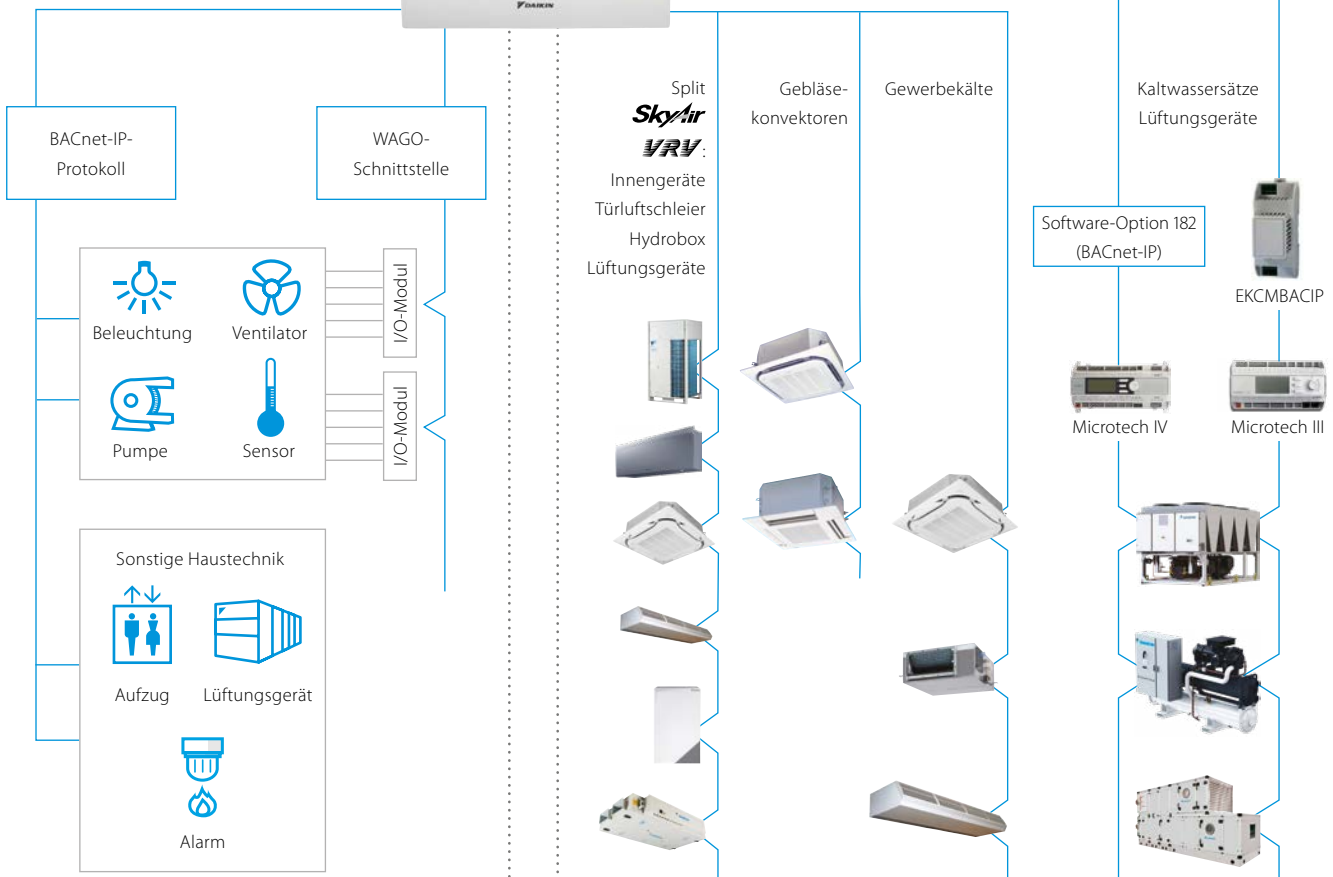 DAIKIN
BACnet-IP-
Protokoll
WAGO-
Schnittstelle
Beleuchtung
Ventilator
Pumpe
Sensor
I/O-Modul
I/O-Modul
Sonstige Haustechnik
Aufzug
Lüftungsgerät
Alarm
Split
SkyAir
VRV:
Innengeräte
Türluftschleier
Hydrobox
Lüftungsgeräte
Gebläse-
konvektoren
Gewerbekälte
Kaltwassersätze
Lüftungsgeräte
Software-Option 182
(BACnet-IP)
EKCMBACIP
Microtech IV
Microtech III